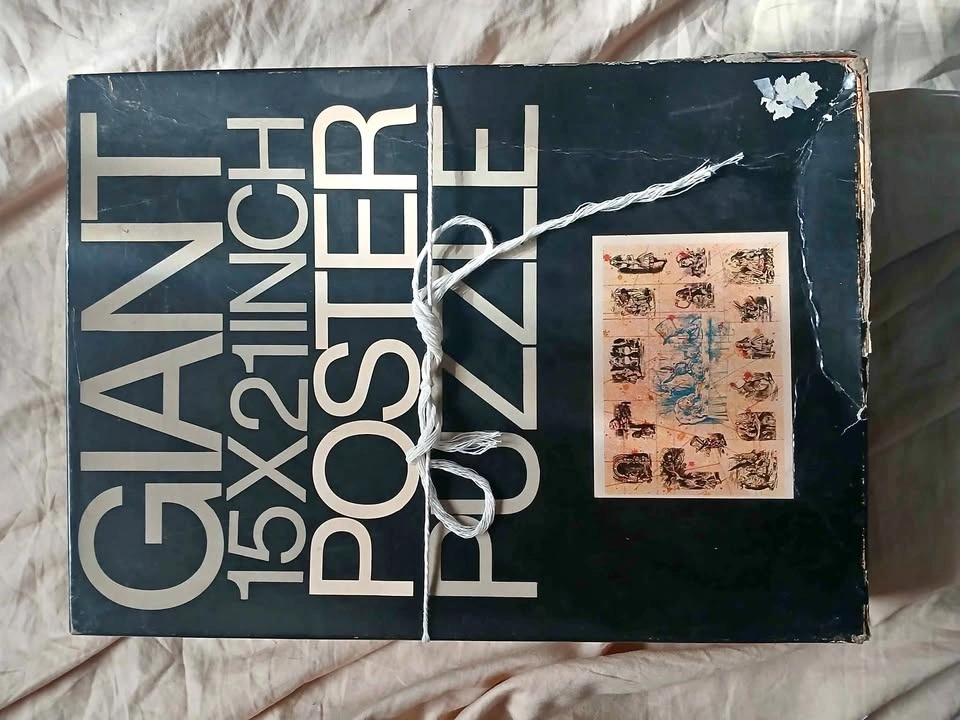 GIANT
15X21INCH
POSTER
PUZZLE